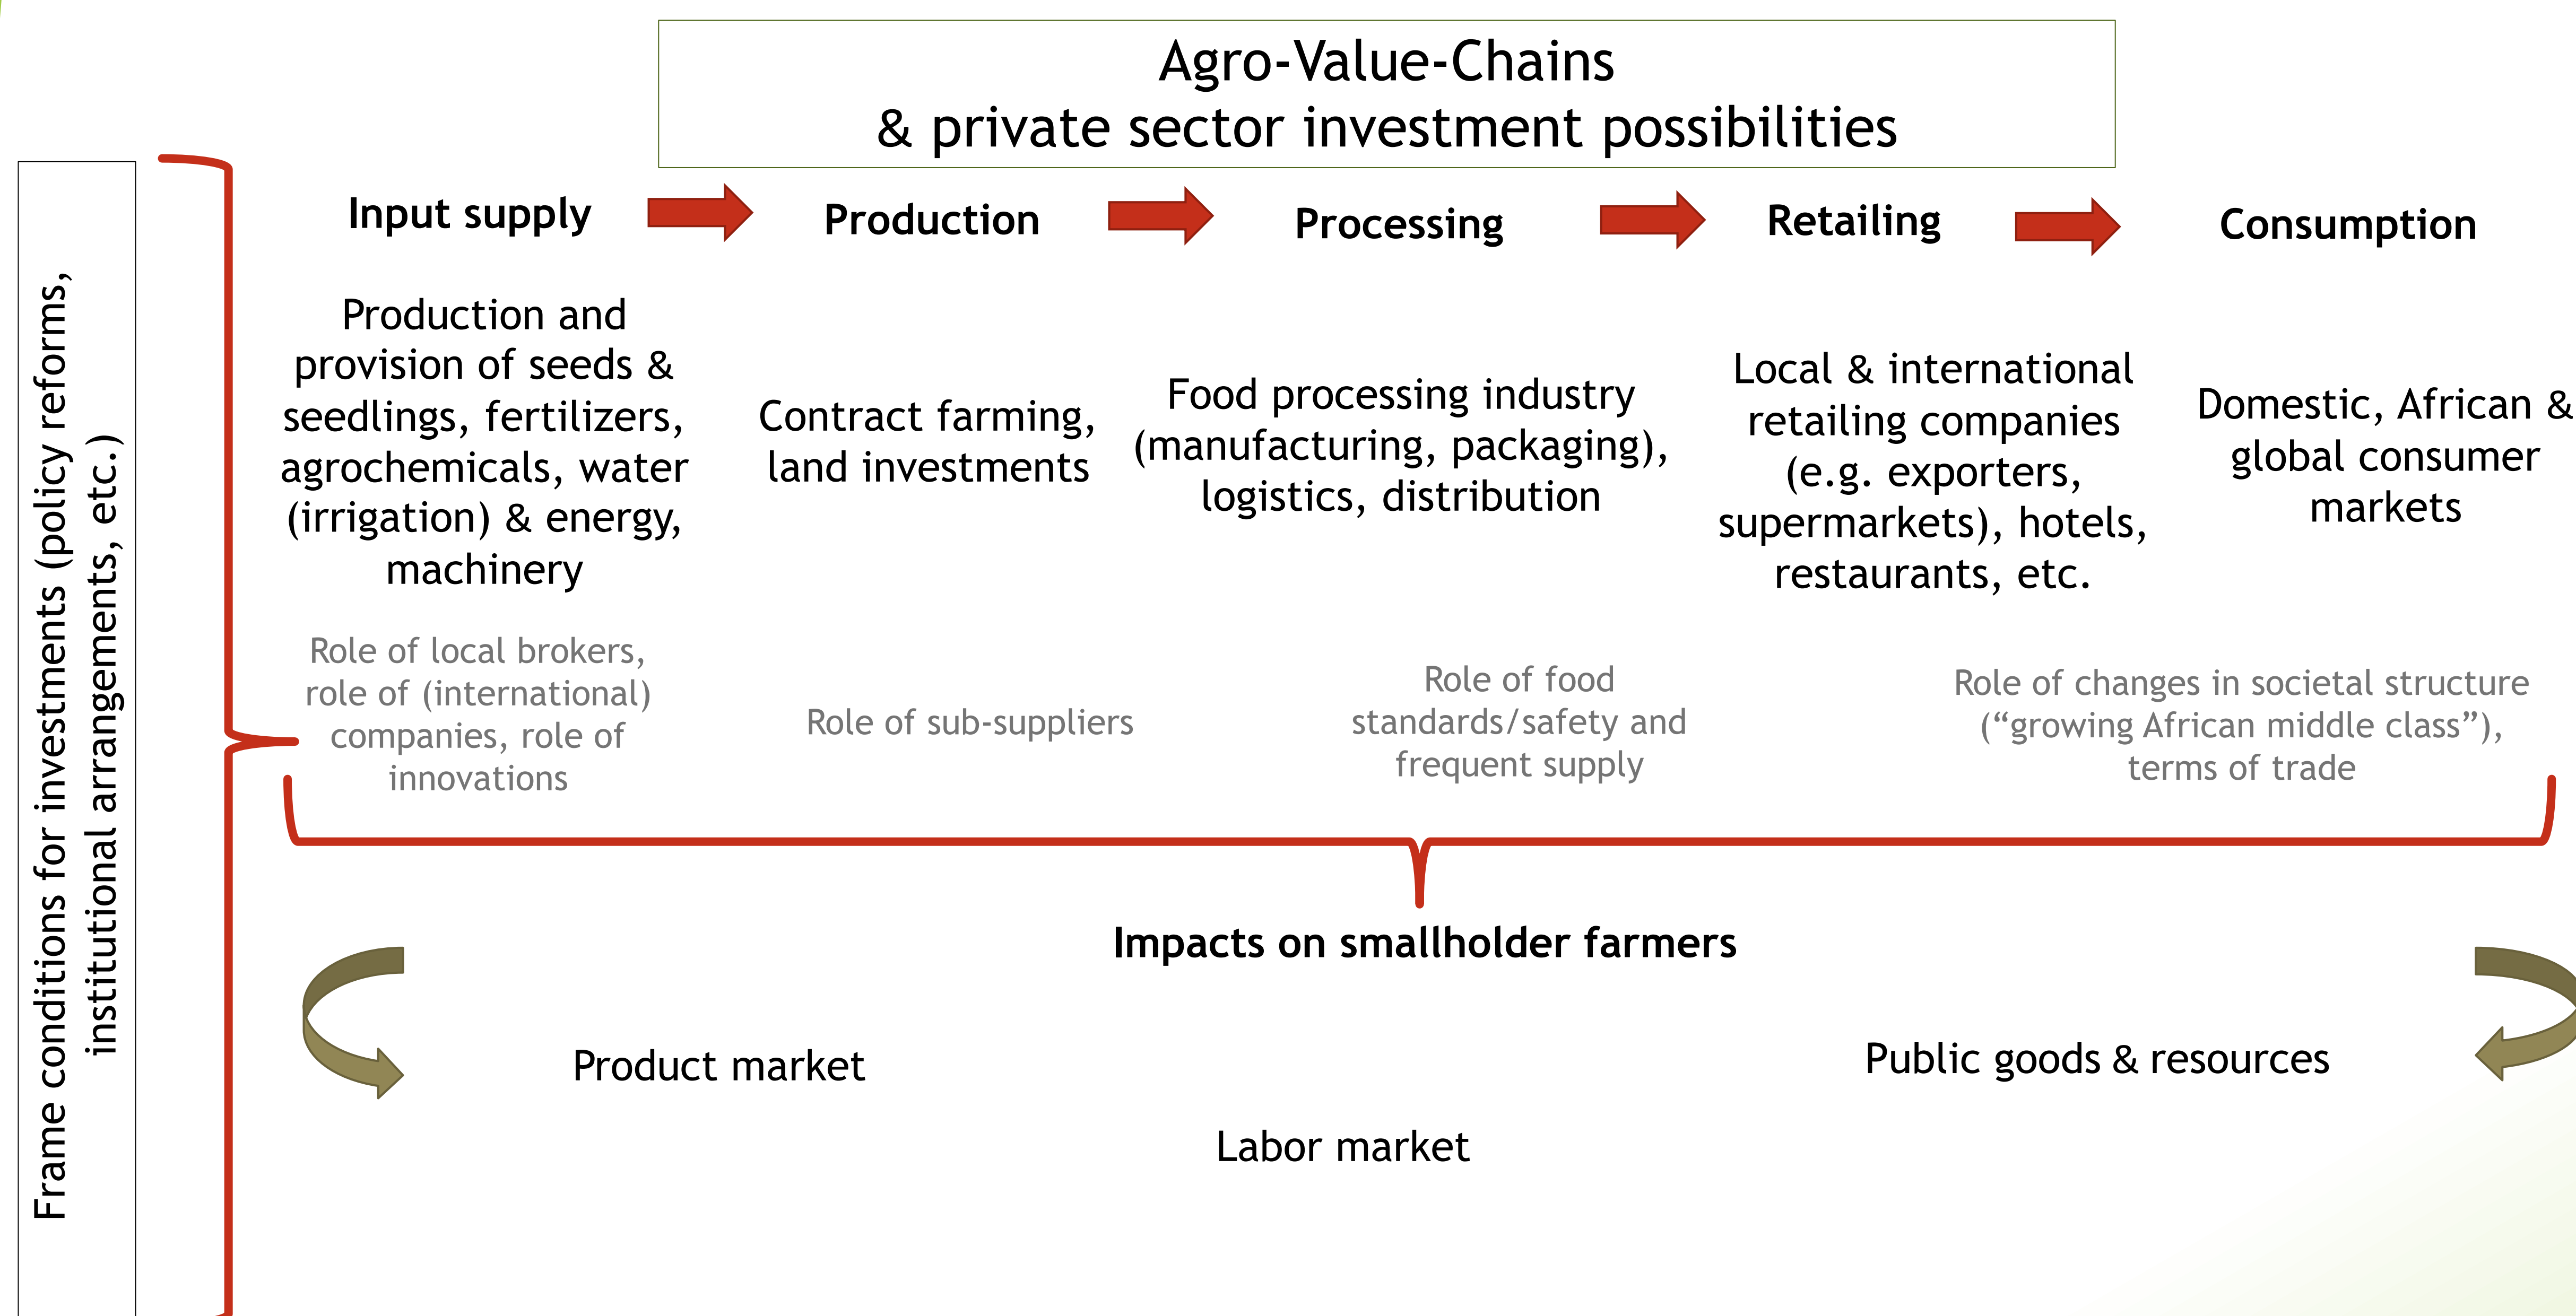 Agro-Value-Chains
& private sector investment possibilities
Frame conditions for investments (policy reforms,
institutional arrangements, etc.)
Input supply
Production
Processing
Retailing
Consumption
Production and
provision of seeds &
seedlings, fertilizers,
agrochemicals, water
(irrigation) & energy,
machinery
Contract farming,
land investments
Food processing industry
(manufacturing, packaging),
logistics, distribution
Local & international
retailing companies
(e.g. exporters,
supermarkets), hotels,
restaurants, etc.
Domestic, African &
global consumer
markets
Role of local brokers,
role of (international)
companies, role of
innovations
Role of sub-suppliers
Role of food
standards/safety and
frequent supply
Role of changes in societal structure
(“growing African middle class”),
terms of trade
Impacts on smallholder farmers
Product market
Public goods & resources
Labor market